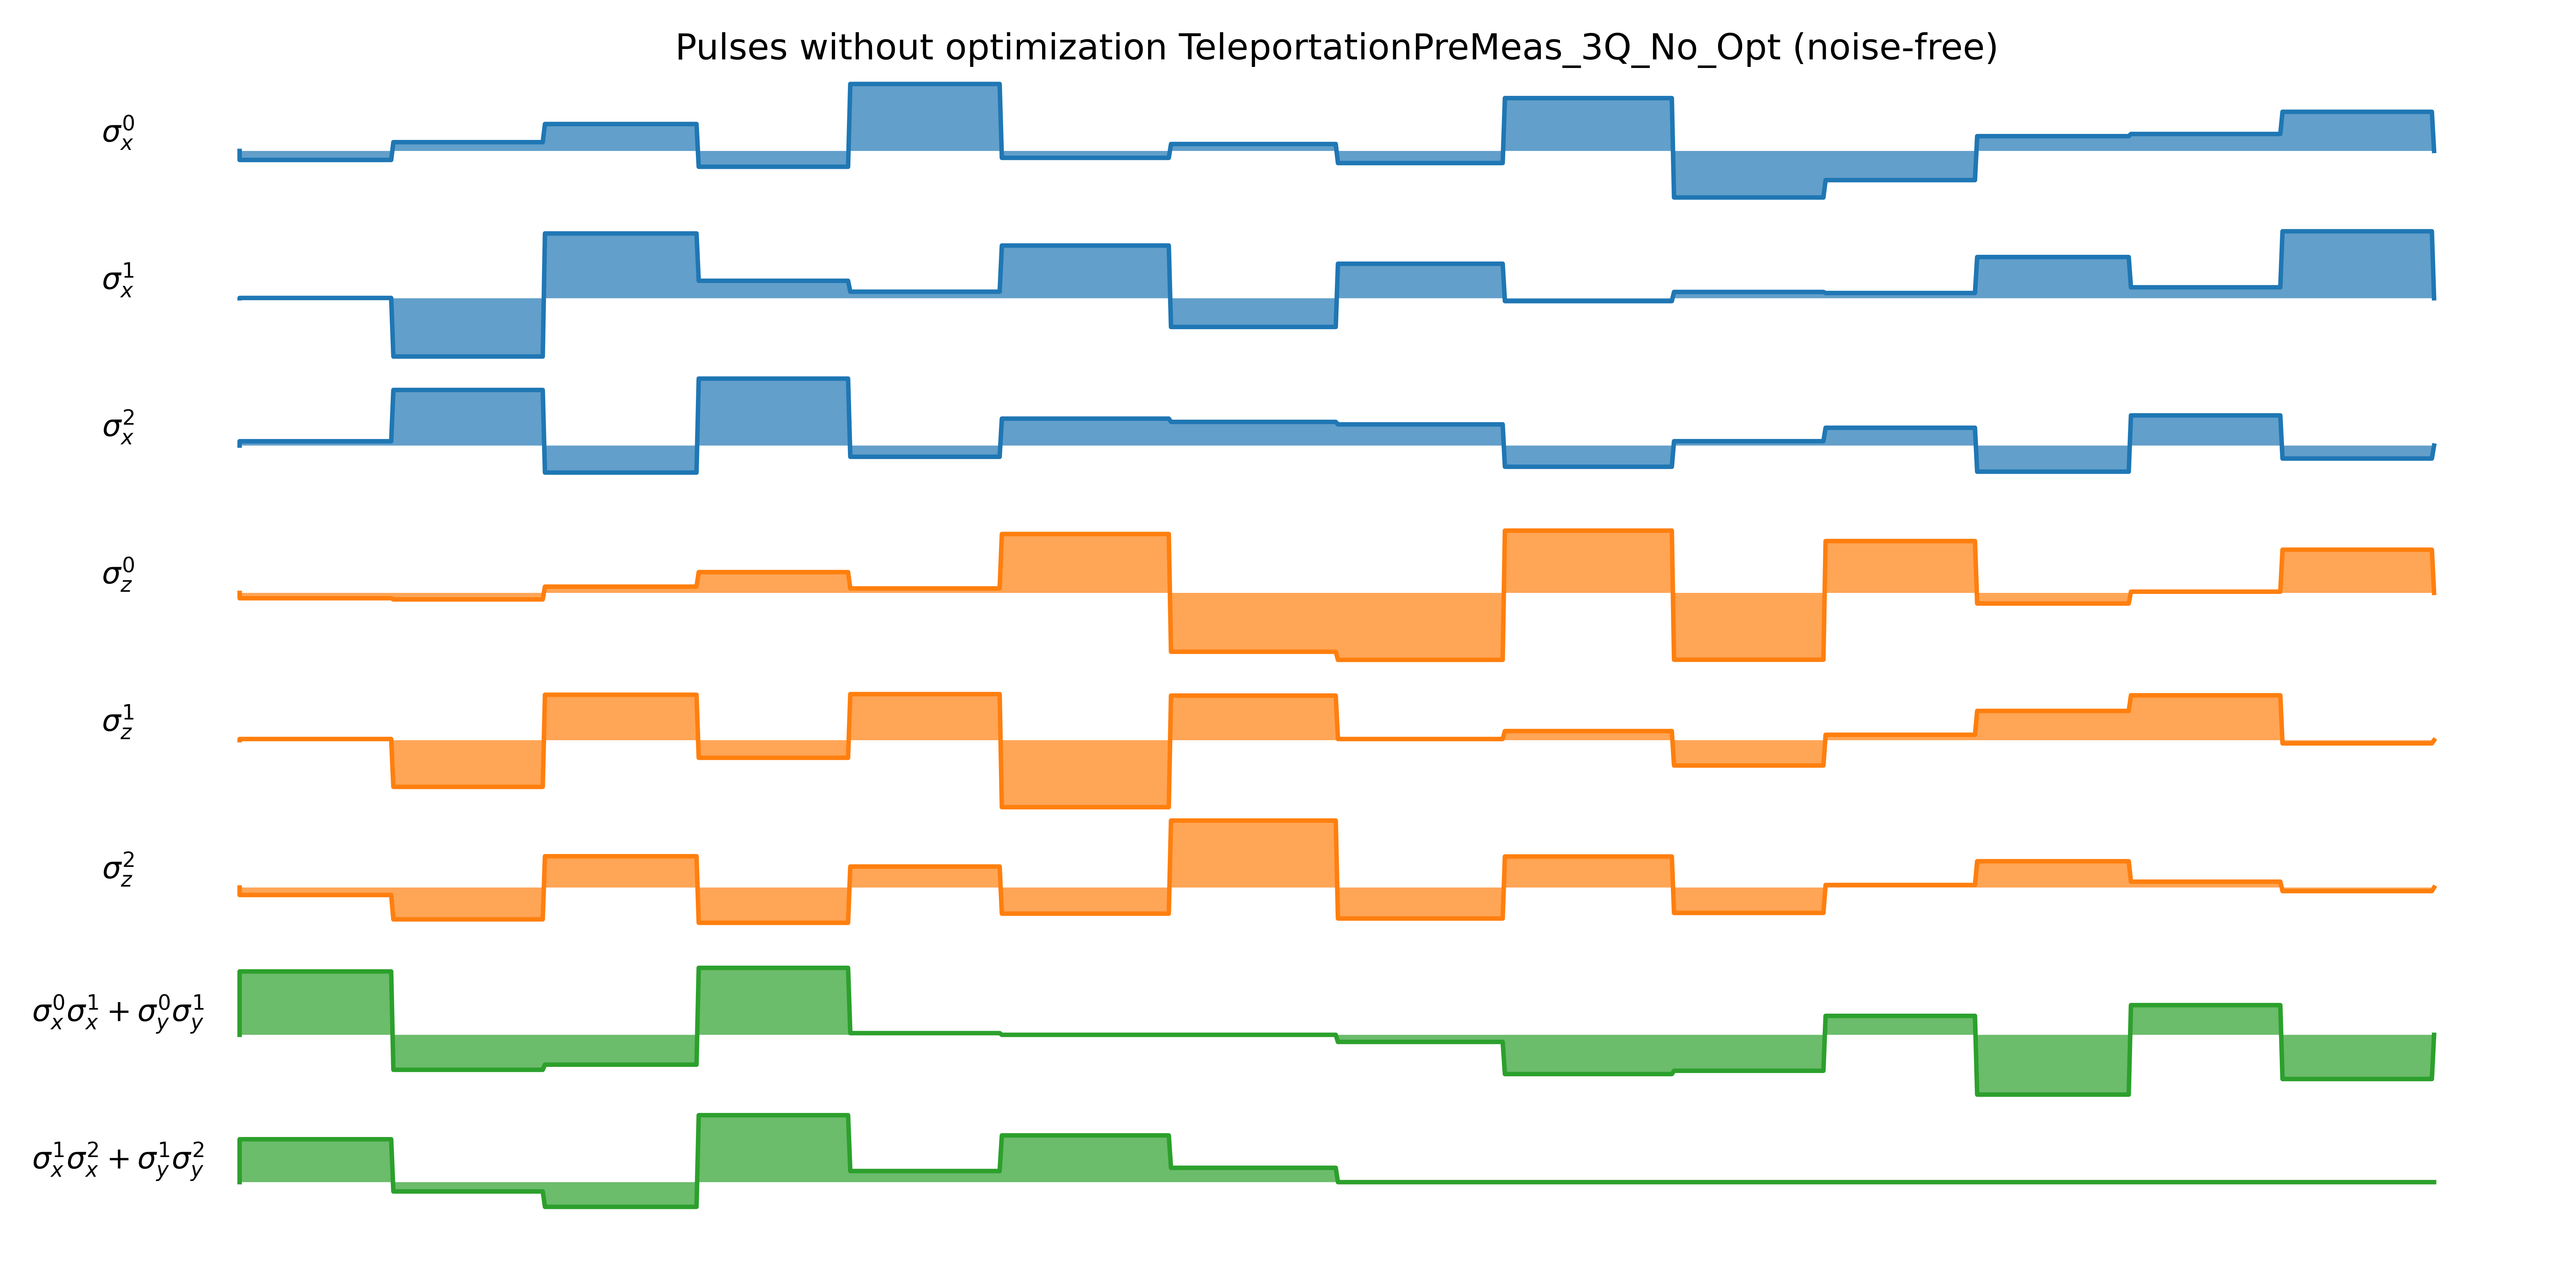 Pulses without optimization TeleportationPreMeas_3Q_No_Opt (noise-free)
σ_x^0
σ_x^1
σ_x^2
σ_z^0
σ_z^1
σ_z^2
σ_x^0σ_x^1 + σ_y^0σ_y^1
σ_x^1σ_x^2 + σ_y^1σ_y^2